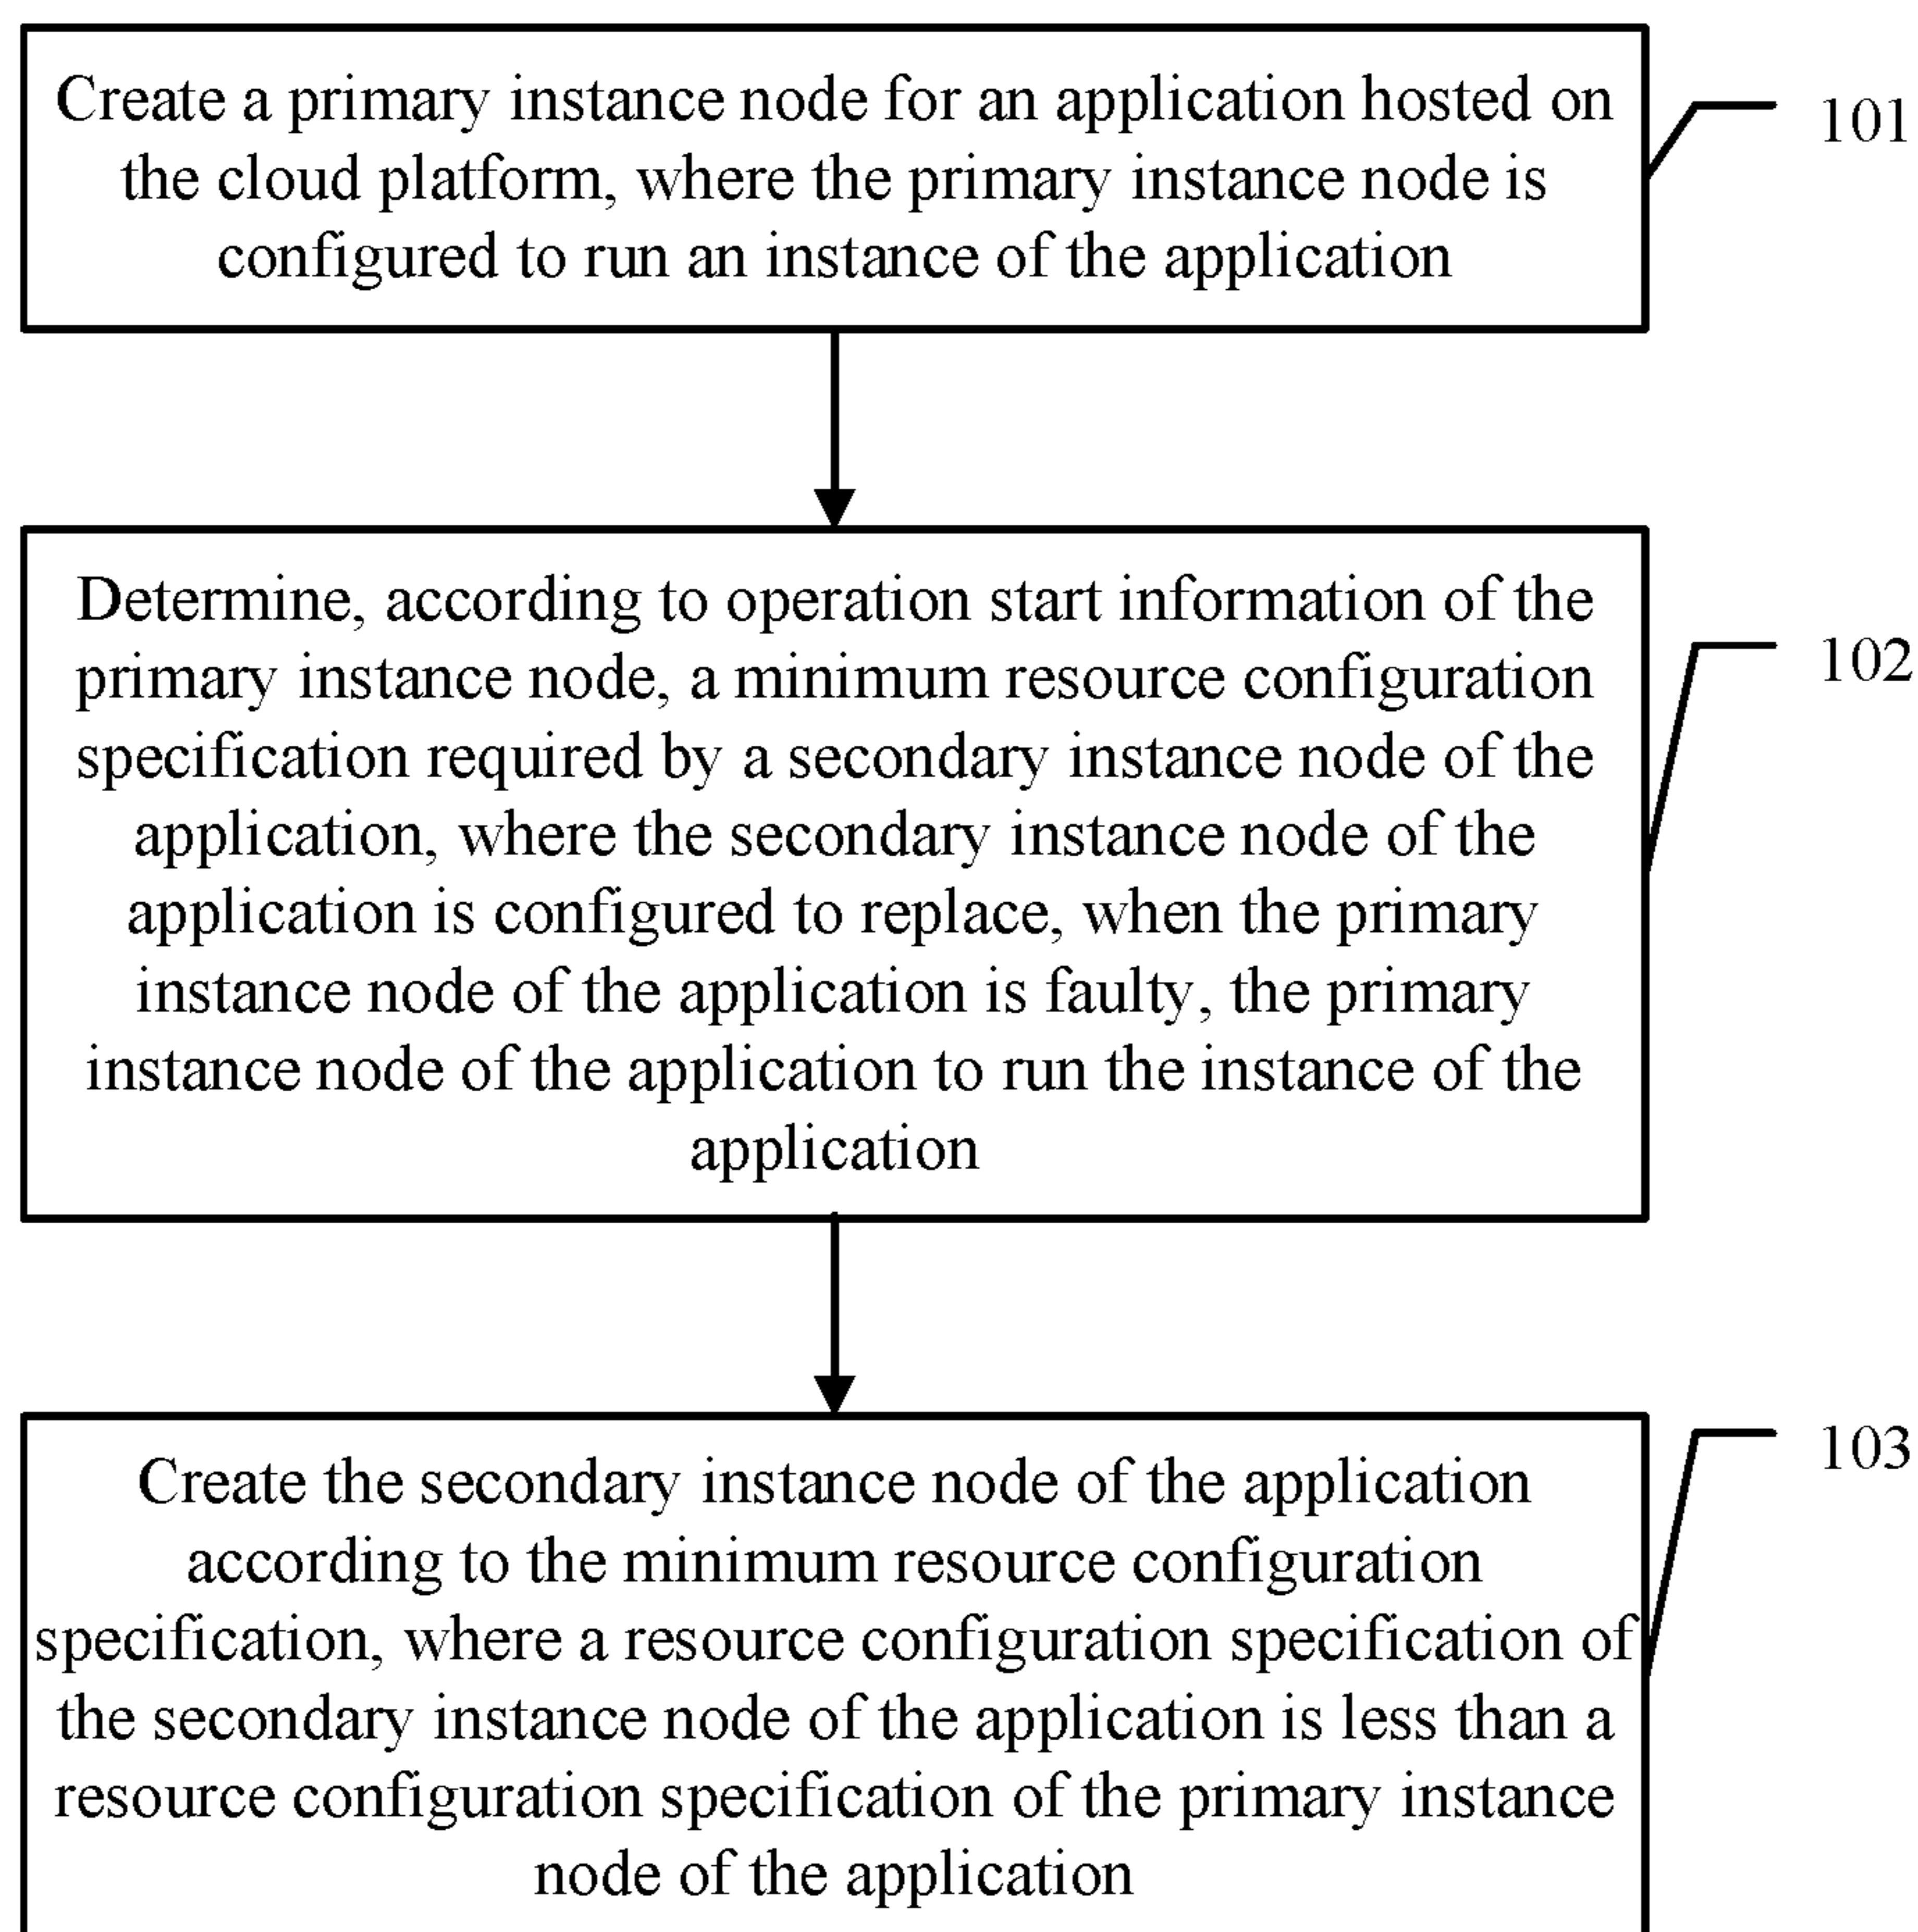 Create a primary instance node for an application hosted on
the cloud platform, where the primary instance node is
configured to run an instance of the application
101
Determine, according to operation start information of the
primary instance node, a minimum resource configuration
specification required by a secondary instance node of the
application, where the secondary instance node of the
application is configured to replace, when the primary
instance node of the application is faulty, the primary
instance node of the application to run the instance of the
application
102
Create the secondary instance node of the application
according to the minimum resource configuration
specification, where a resource configuration specification of
the secondary instance node of the application is less than a
resource configuration specification of the primary instance
node of the application
103